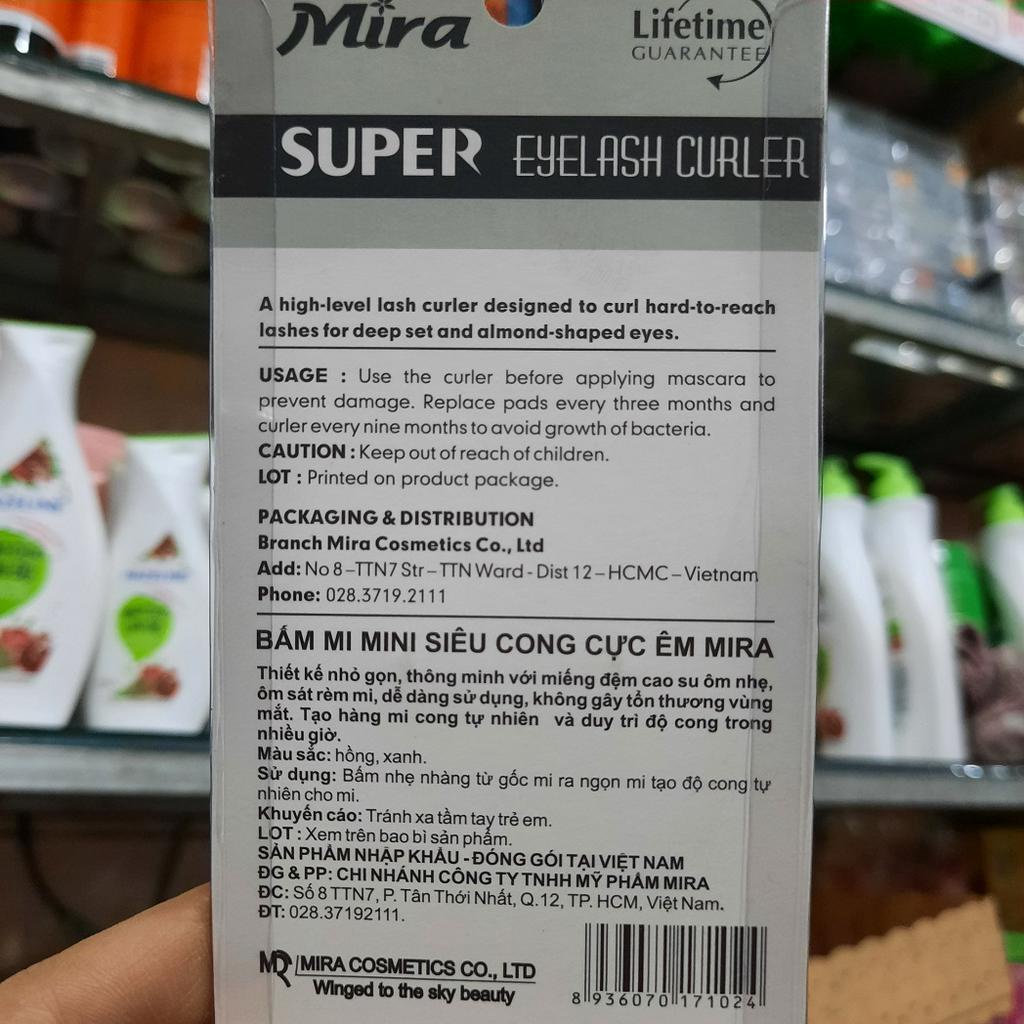 Mira
Lifetime
GUARANTEE
SUPER EYELASH CURLER
A high-level lash curler designed to curl hard-to-reach
lashes for deep set and almond-shaped eyes.
USAGE : Use the curler before applying mascara to
prevent damage. Replace pads every three months and
curler every nine months to avoid growth of bacteria.
CAUTION : Keep out of reach of children.
LOT : Printed on product package.
PACKAGING & DISTRIBUTION
Branch Mira Cosmetics Co., Ltd
Add: No 8 – TTN7 Str – TTN Ward - Dist 12 – HCMC – Vietnam
Phone: 028.3719.2111
BẤM MI MINI SIÊU CONG CỰC ÊM MIRA
Thiết kế nhỏ gọn, thông minh với miếng đệm cao su ôm nhẹ,
ôm sát rèm mi, dễ dàng sử dụng, không gây tổn thương vùng
mắt. Tạo hàng mi cong tự nhiên và duy trì độ cong trong
nhiều giờ.
Màu sắc: hồng, xanh.
Sử dụng: Bấm nhẹ nhàng từ gốc mi ra ngọn mi tạo độ cong tự
nhiên cho mi.
Khuyến cáo: Tránh xa tầm tay trẻ em.
LOT : Xem trên bao bì sản phẩm.
SẢN PHẨM NHẬP KHẨU - ĐÓNG GÓI TẠI VIỆT NAM
ĐG & PP: CHI NHÁNH CÔNG TY TNHH MỸ PHẨM MIRA
ĐC: Số 8 TTN7, P. Tân Thới Nhất, Q.12, TP. HCM, Việt Nam.
ĐT: 028.37192111.
MIRA COSMETICS CO., LTD
Winged to the sky beauty
8 936070 171024